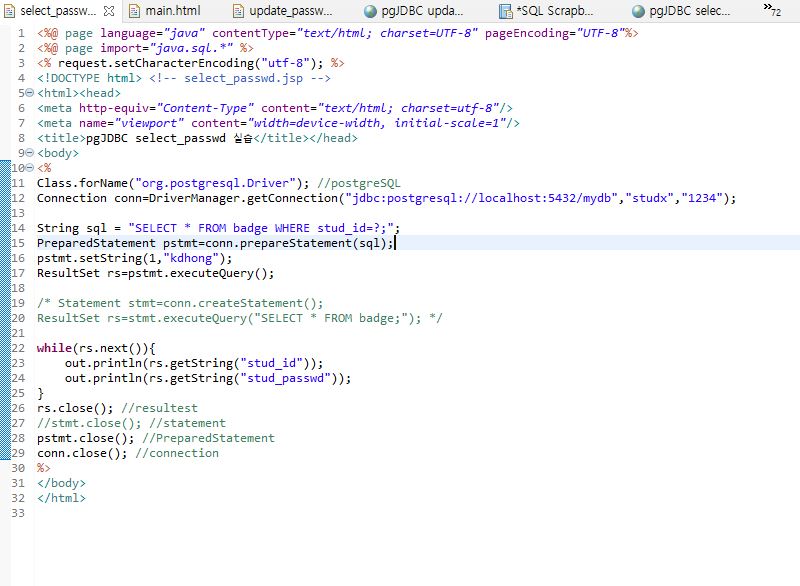 select_passw... main.html update_passw... pgJDBC upda... *SQL Scrapb... pgJDBC selec... »72
1 <%@ page language="java" contentType="text/html; charset=UTF-8" pageEncoding="UTF-8"%>
2 <%@ page import="java.sql.*" %>
3 <% request.setCharacterEncoding("utf-8"); %>
4 <!DOCTYPE html> <!-- select_passwd.jsp -->
5 <html><head>
6 <meta http-equiv="Content-Type" content="text/html; charset=utf-8"/>
7 <meta name="viewport" content="width=device-width, initial-scale=1"/>
8 <title>pgJDBC select_passwd 실습</title></head>
9 <body>
10 <%
11 Class.forName("org.postgresql.Driver"); //postgreSQL
12 Connection conn=DriverManager.getConnection("jdbc:postgresql://localhost:5432/mydb","studx","1234");
13
14 String sql = "SELECT * FROM badge WHERE stud_id=?;";
15 PreparedStatement pstmt=conn.prepareStatement(sql);
16 pstmt.setString(1,"kdhong");
17 ResultSet rs=pstmt.executeQuery();
18
19 /* Statement stmt=conn.createStatement();
20 ResultSet rs=stmt.executeQuery("SELECT * FROM badge;"); */
21
22 while(rs.next()){
23 out.println(rs.getString("stud_id"));
24 out.println(rs.getString("stud_passwd"));
25 }
26 rs.close(); //resultest
27 //stmt.close(); //statement
28 pstmt.close(); //PreparedStatement
29 conn.close(); //connection
30 %>
31 </body>
32 </html>
33